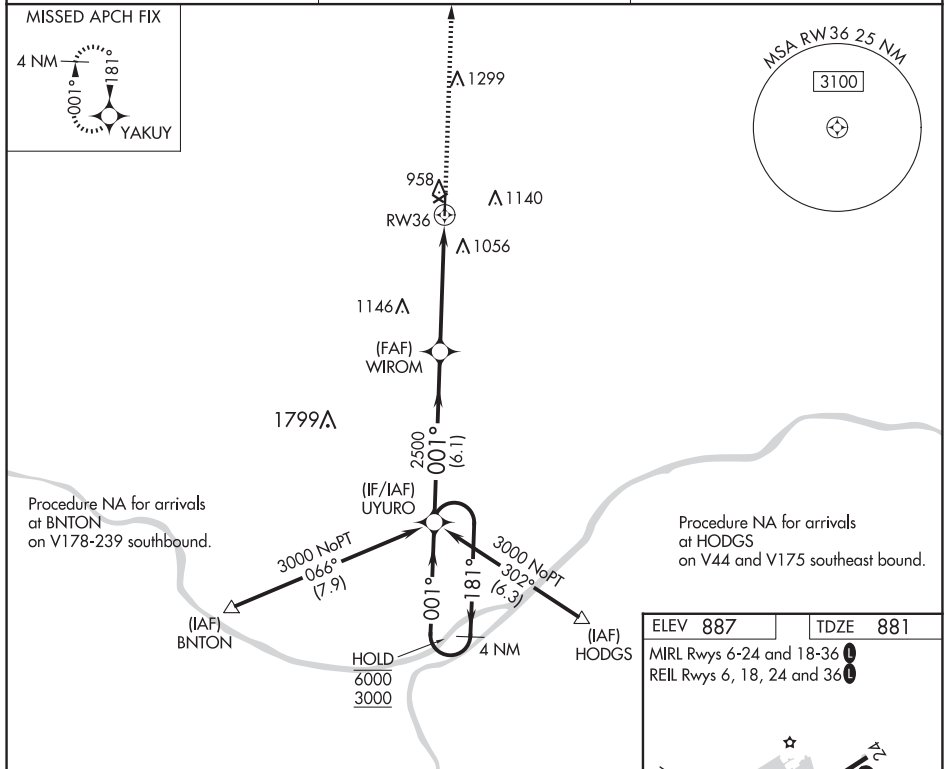 MISSED APCH FIX
4 NM
001°
181°
YAKUY
MSA RW36 25 NM
3100
1299
958
1140
RW36
1056
1146
(FAF)
WIROM
1799
2500
001°
(6.1)
(IF/IAF)
UYURO
Procedure NA for arrivals
at BNTON
on V178-239 southbound.
Procedure NA for arrivals
at HODGS
on V44 and V175 southeast bound.
3000 NoPT
066°
(7.9)
3000 NoPT
302°
(6.3)
001°
181°
(IAF)
BNTON
(IAF)
HODGS
4 NM
HOLD
6000
3000
ELEV 887
TDZE 881
MIRL Rwys 6-24 and 18-36 L
REIL Rwys 6, 18, 24 and 36 L
24